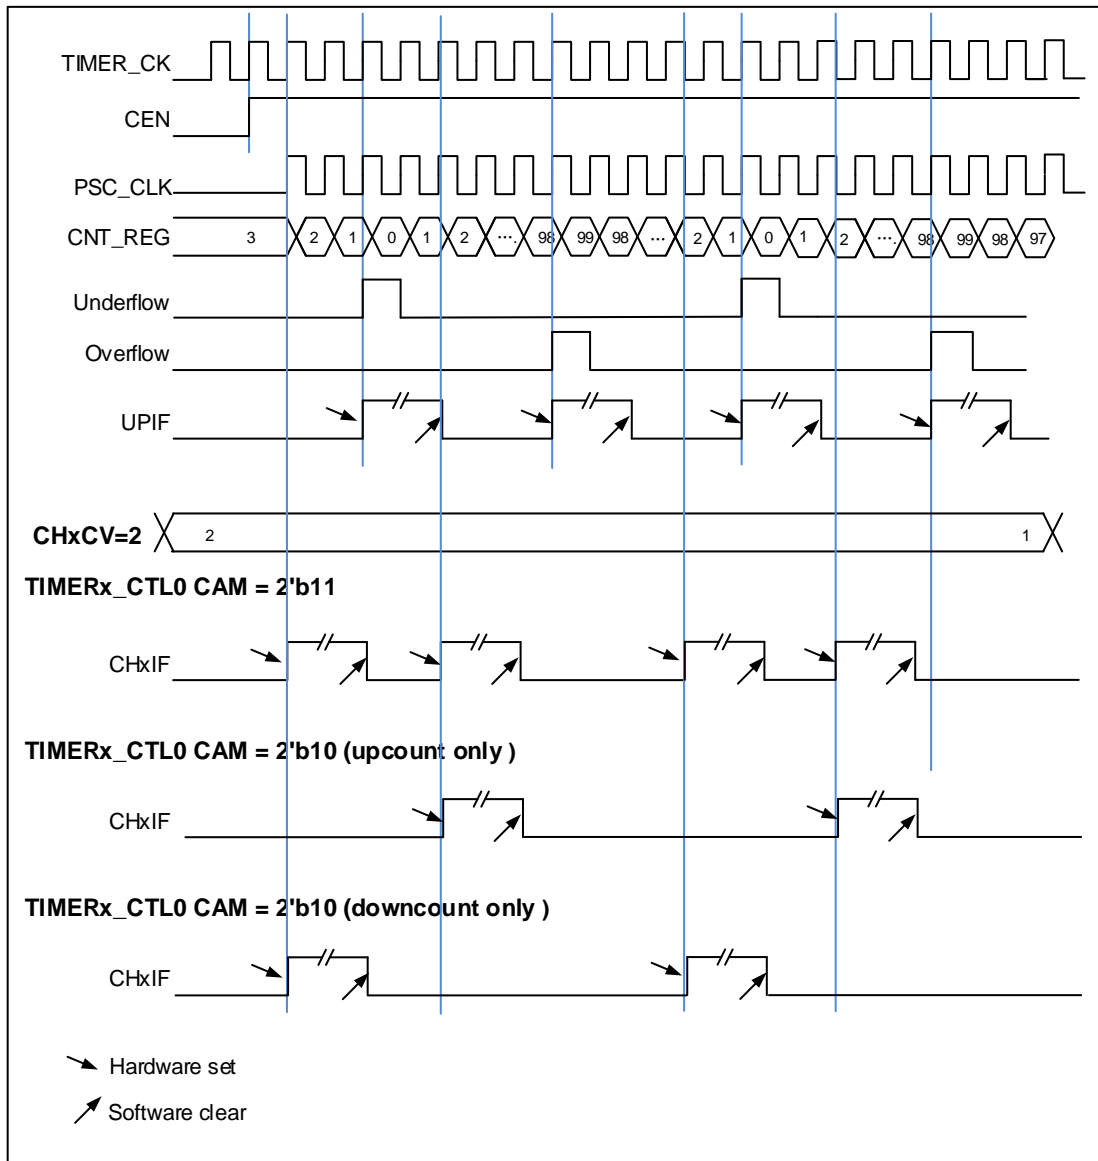 TIMER_CK
CEN
PSC_CLK
CNT_REG 3 2 1 0 1 2 .... 98 99 98 ... 2 1 0 1 2 .... 98 99 98 97
Underflow
Overflow
UPIF
CHxCV=2 2 1
TIMERx_CTL0 CAM = 2'b11
CHxIF
TIMERx_CTL0 CAM = 2'b10 (upcount only )
CHxIF
TIMERx_CTL0 CAM = 2'b10 (downcount only )
CHxIF
Hardware set
Software clear